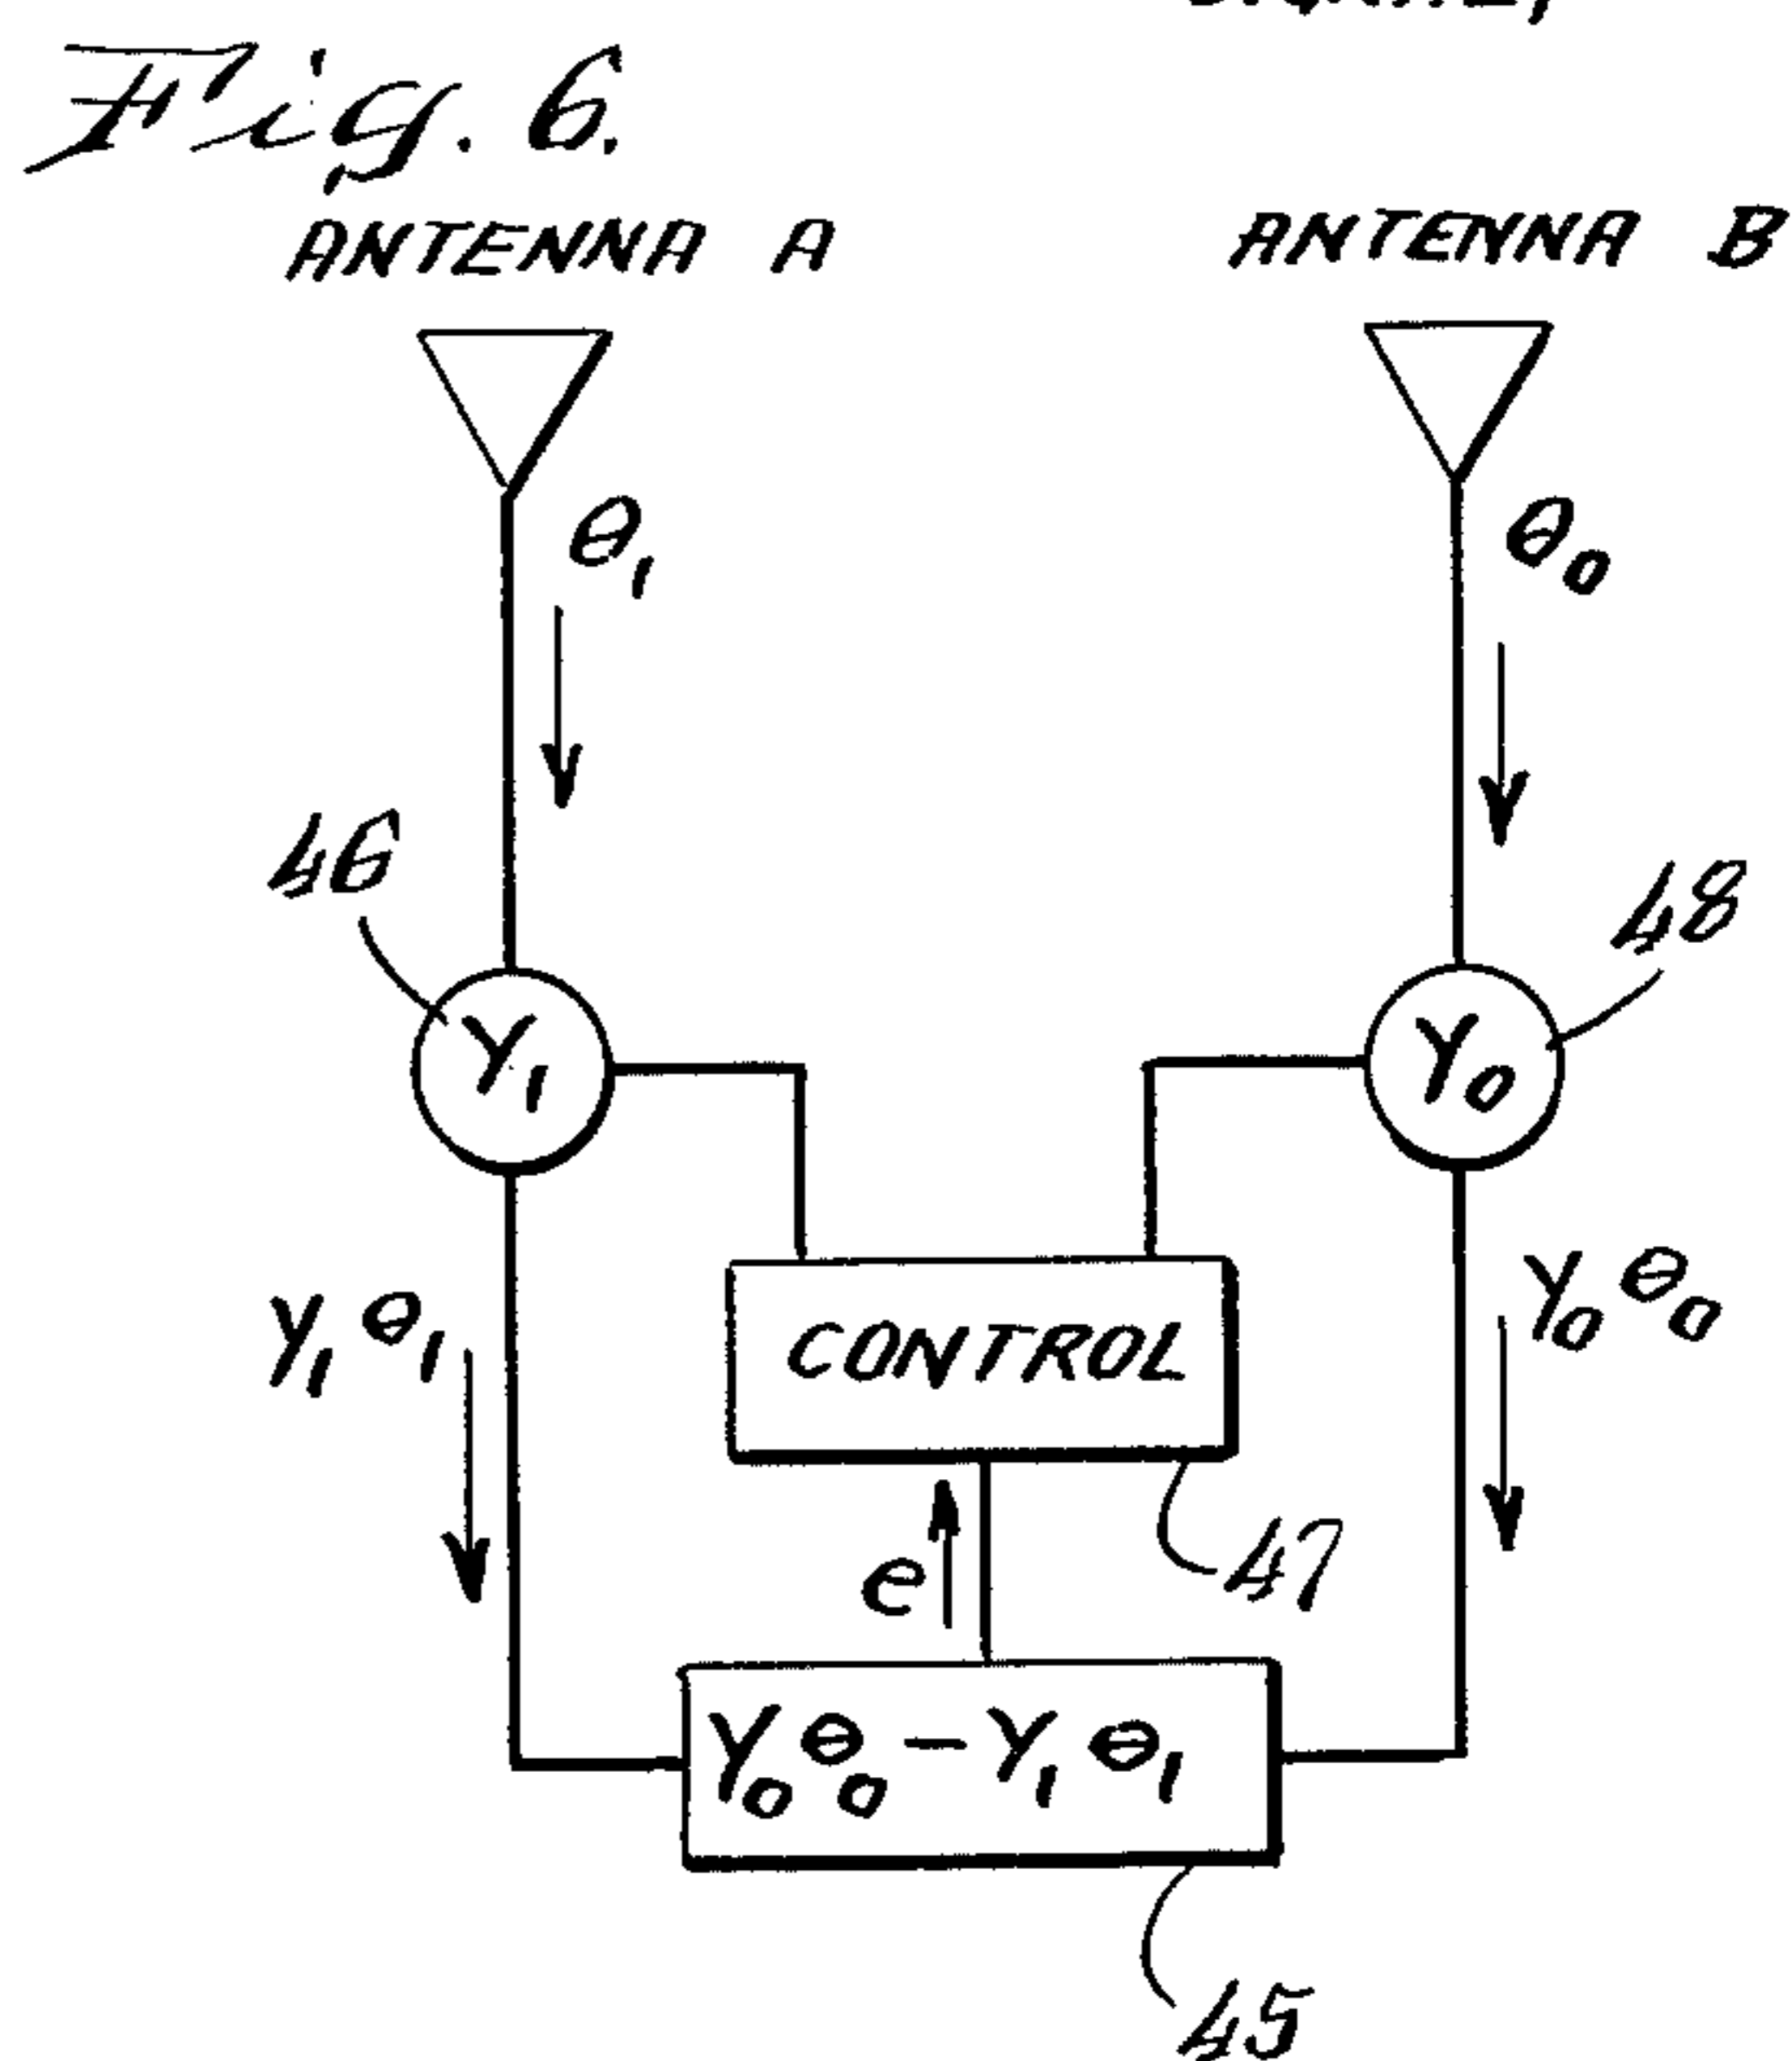 Fig. 6.
ANTENNA A
ANTENNA B
θ₁
θ₀
46
48
Y₁
Y₀
CONTROL
Y₁θ₁
Y₀θ₀
e
47
Y₀θ₀ – Y₁θ₁
45